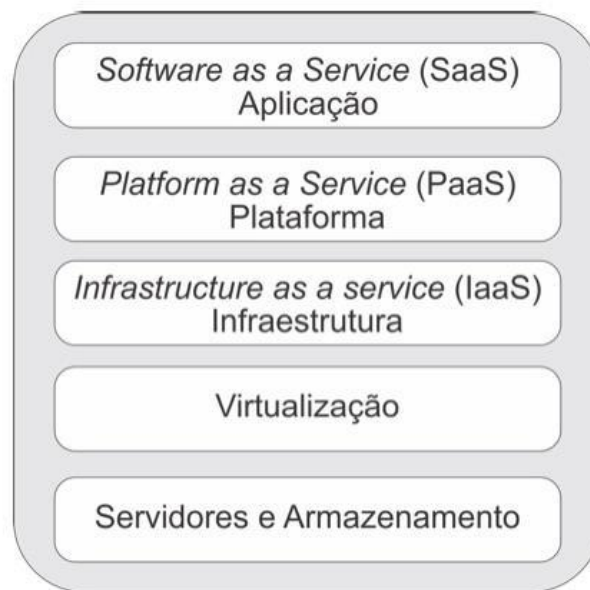 Software as a Service (SaaS)
Aplicação
Platform as a Service (PaaS)
Plataforma
Infrastructure as a service (IaaS)
Infraestrutura
Virtualização
Servidores e Armazenamento